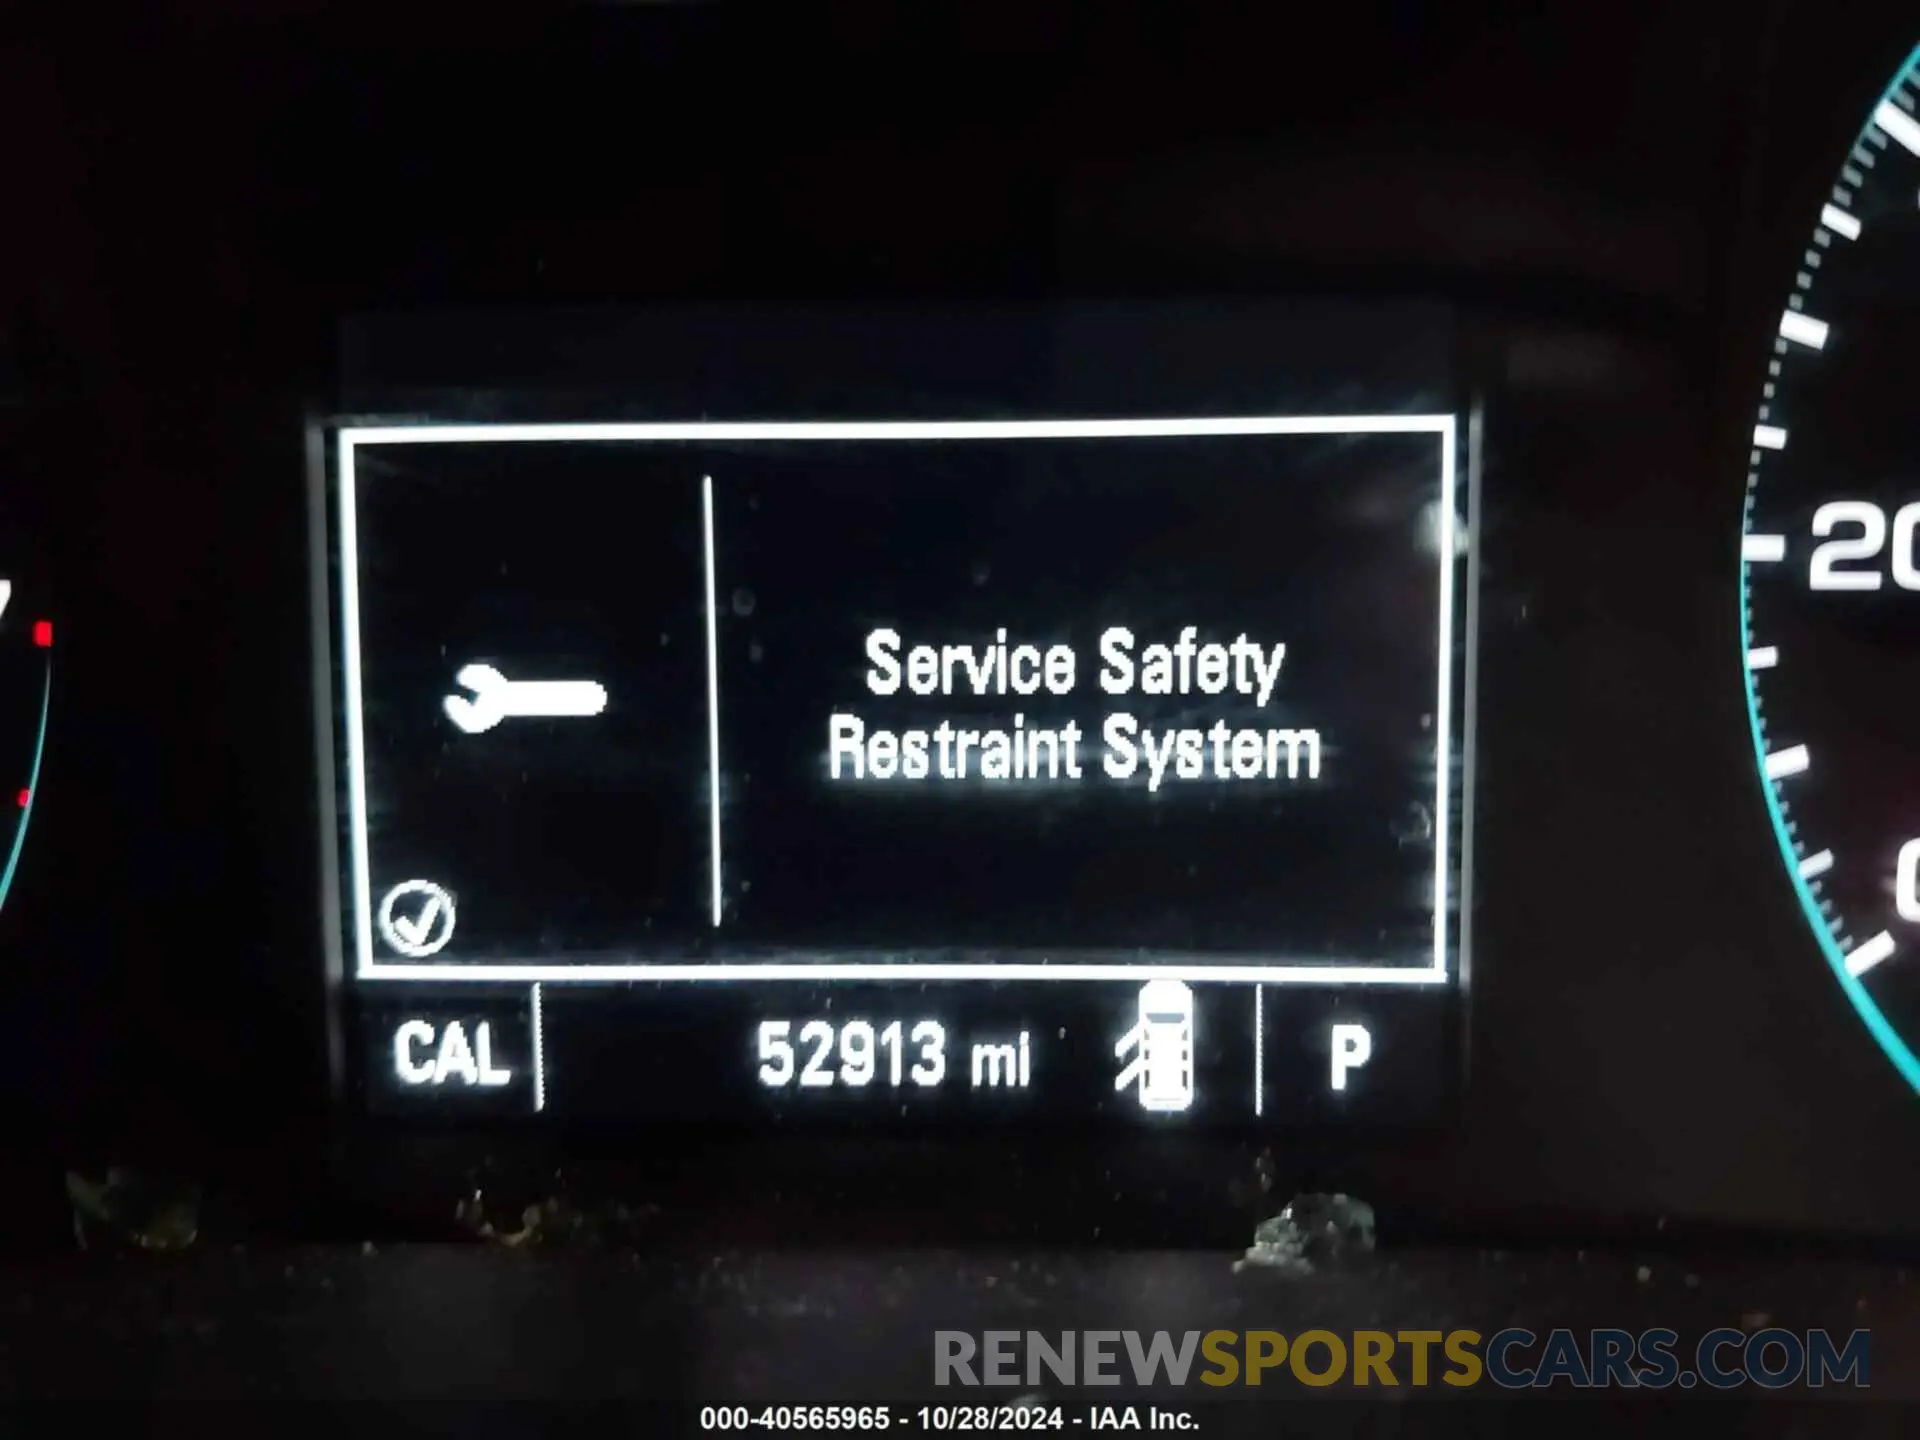 Service Safety
Restraint System
20
CAL 52913 mi P
RENEWSPORTSCARS.COM
000-40565965 - 10/28/2024 - IAA Inc.